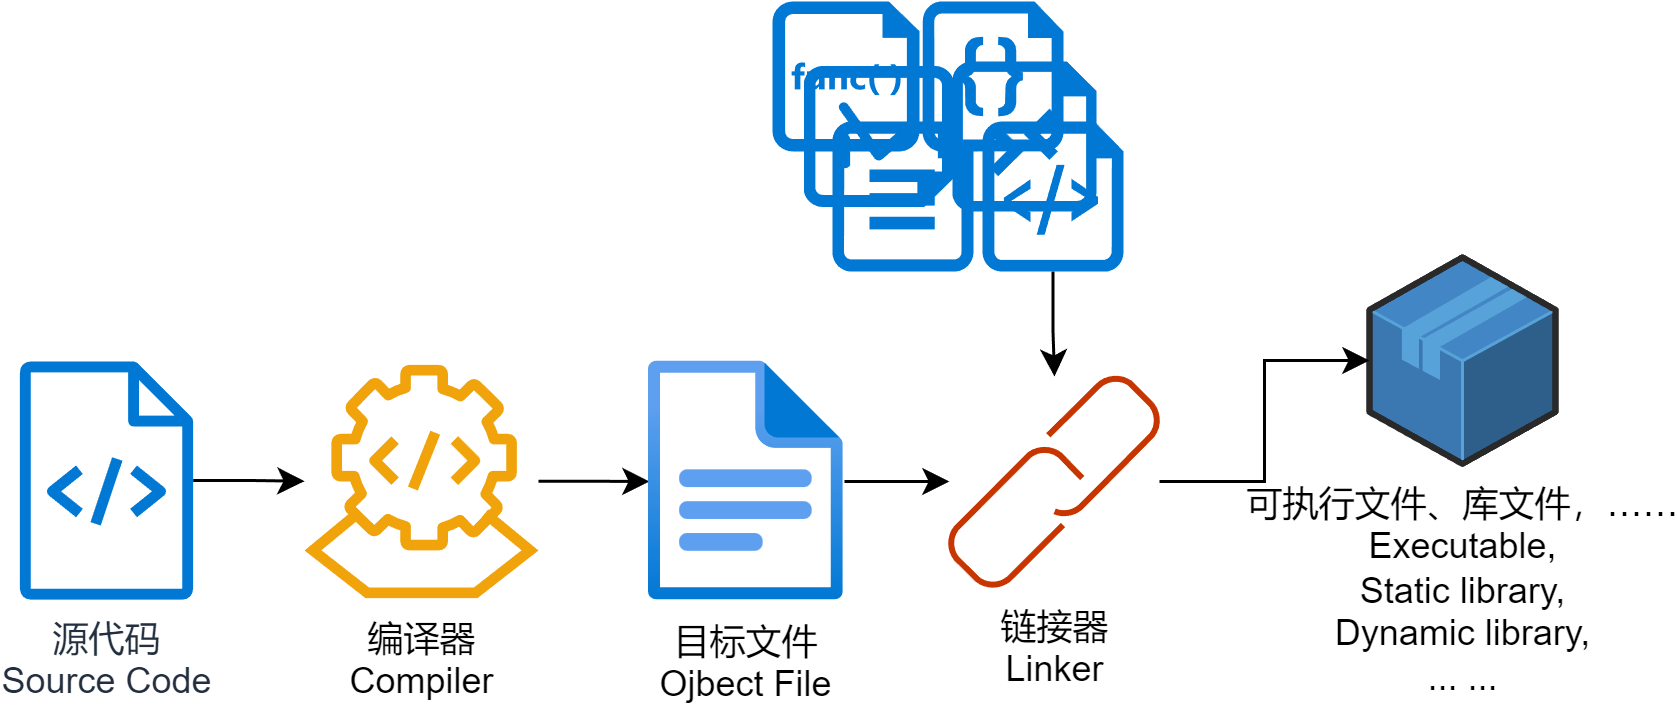 func()
{}
</>
</>
</>
源代码
Source Code
编译器
Compiler
目标文件
Ojbect File
链接器
Linker
可执行文件、库文件，……
Executable,
Static library,
Dynamic library,
... ...